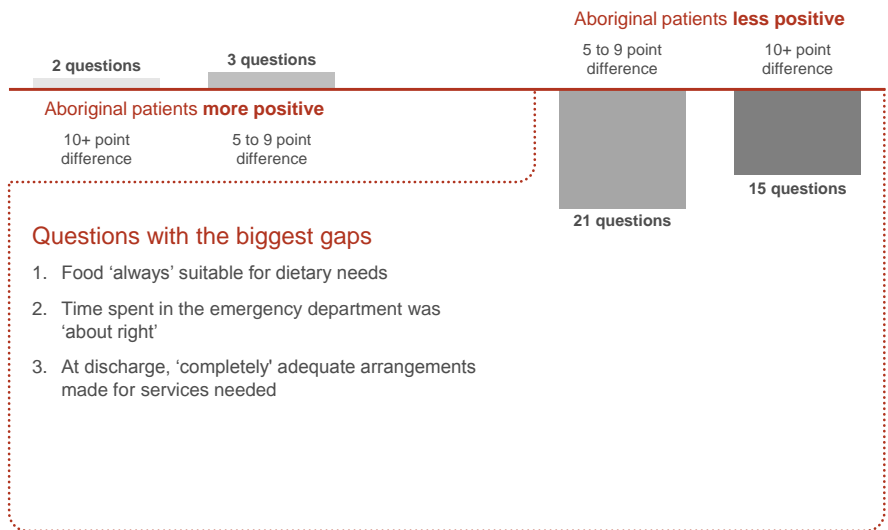 Aboriginal patients less positive
5 to 9 point
difference
10+ point
difference
2 questions
3 questions
Aboriginal patients more positive
10+ point
difference
5 to 9 point
difference
21 questions
15 questions
Questions with the biggest gaps
1. Food ‘always’ suitable for dietary needs
2. Time spent in the emergency department was
‘about right’
3. At discharge, ‘completely' adequate arrangements
made for services needed